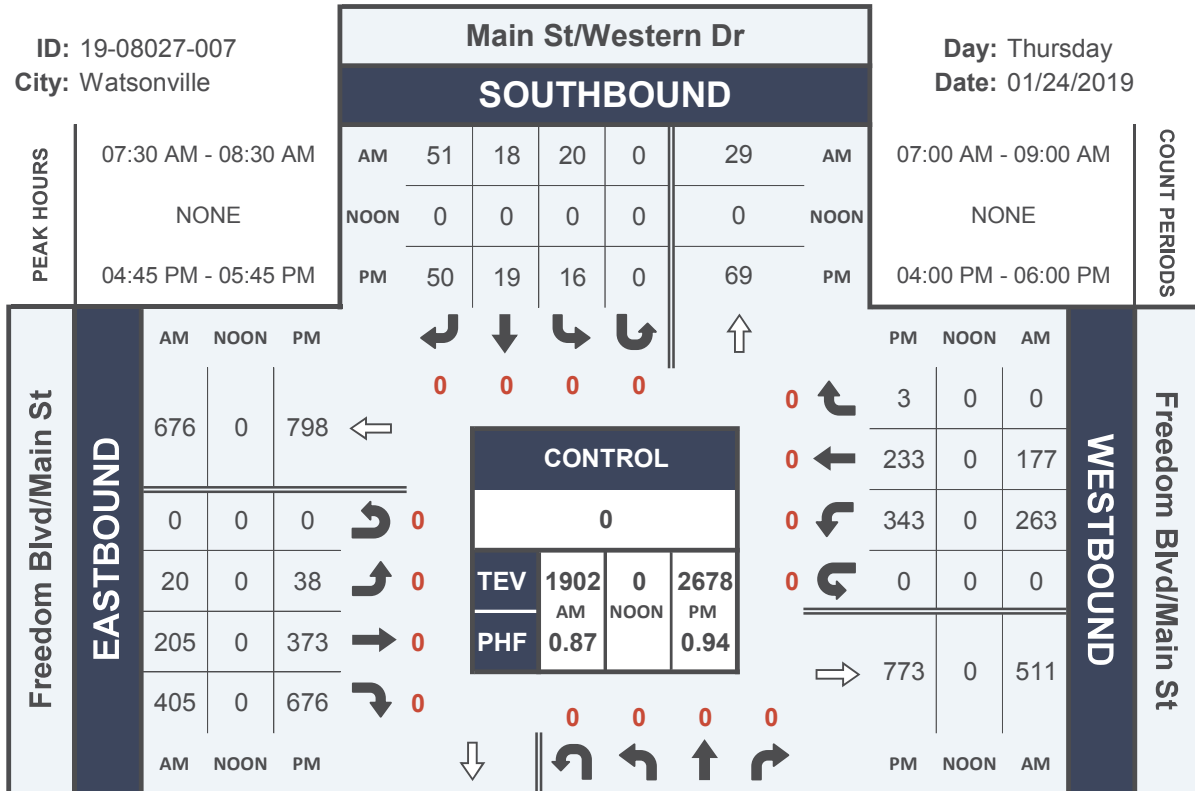 Main St/Western Dr
ID: 19-08027-007
City: Watsonville
Day: Thursday
Date: 01/24/2019
SOUTHBOUND
PEAK HOURS
07:30 AM - 08:30 AM
NONE
04:45 PM - 05:45 PM
AM 51 18 20 0 29 AM
NOON 0 0 0 0 0 NOON
PM 50 19 16 0 69 PM
07:00 AM - 09:00 AM
NONE
04:00 PM - 06:00 PM
COUNT PERIODS
0 0 0 0
Freedom Blvd/Main St
EASTBOUND
AM NOON PM
676 0 798
0 0 0 0
20 0 38 0
205 0 373 0
405 0 676 0
AM NOON PM
CONTROL
0
TEV 1902 0 2678
AM NOON PM
PHF 0.87 0.94
PM NOON AM
0 3 0 0
0 233 0 177
0 343 0 263
0 0 0 0
773 0 511
PM NOON AM
WESTBOUND
Freedom Blvd/Main St
0 0 0 0